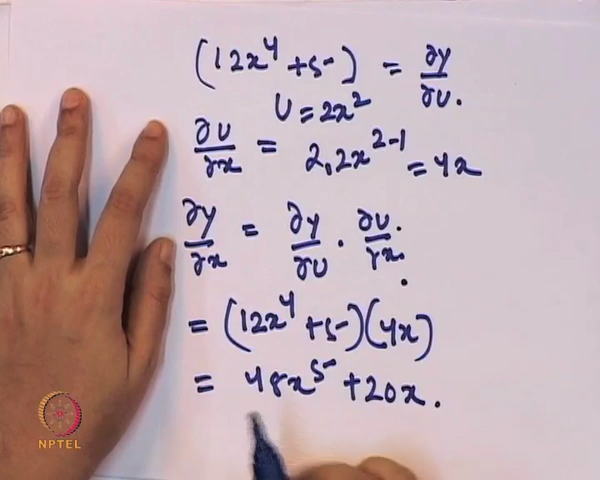 (12x⁴ + 5) = ∂y/∂u.
U = 2x²
∂U/∂x = 2.2x²⁻¹ = 4x
∂y/∂x = ∂y/∂U . ∂U/∂x.
= (12x⁴ + 5)(4x)
= 48x⁵ + 20x.
NPTEL